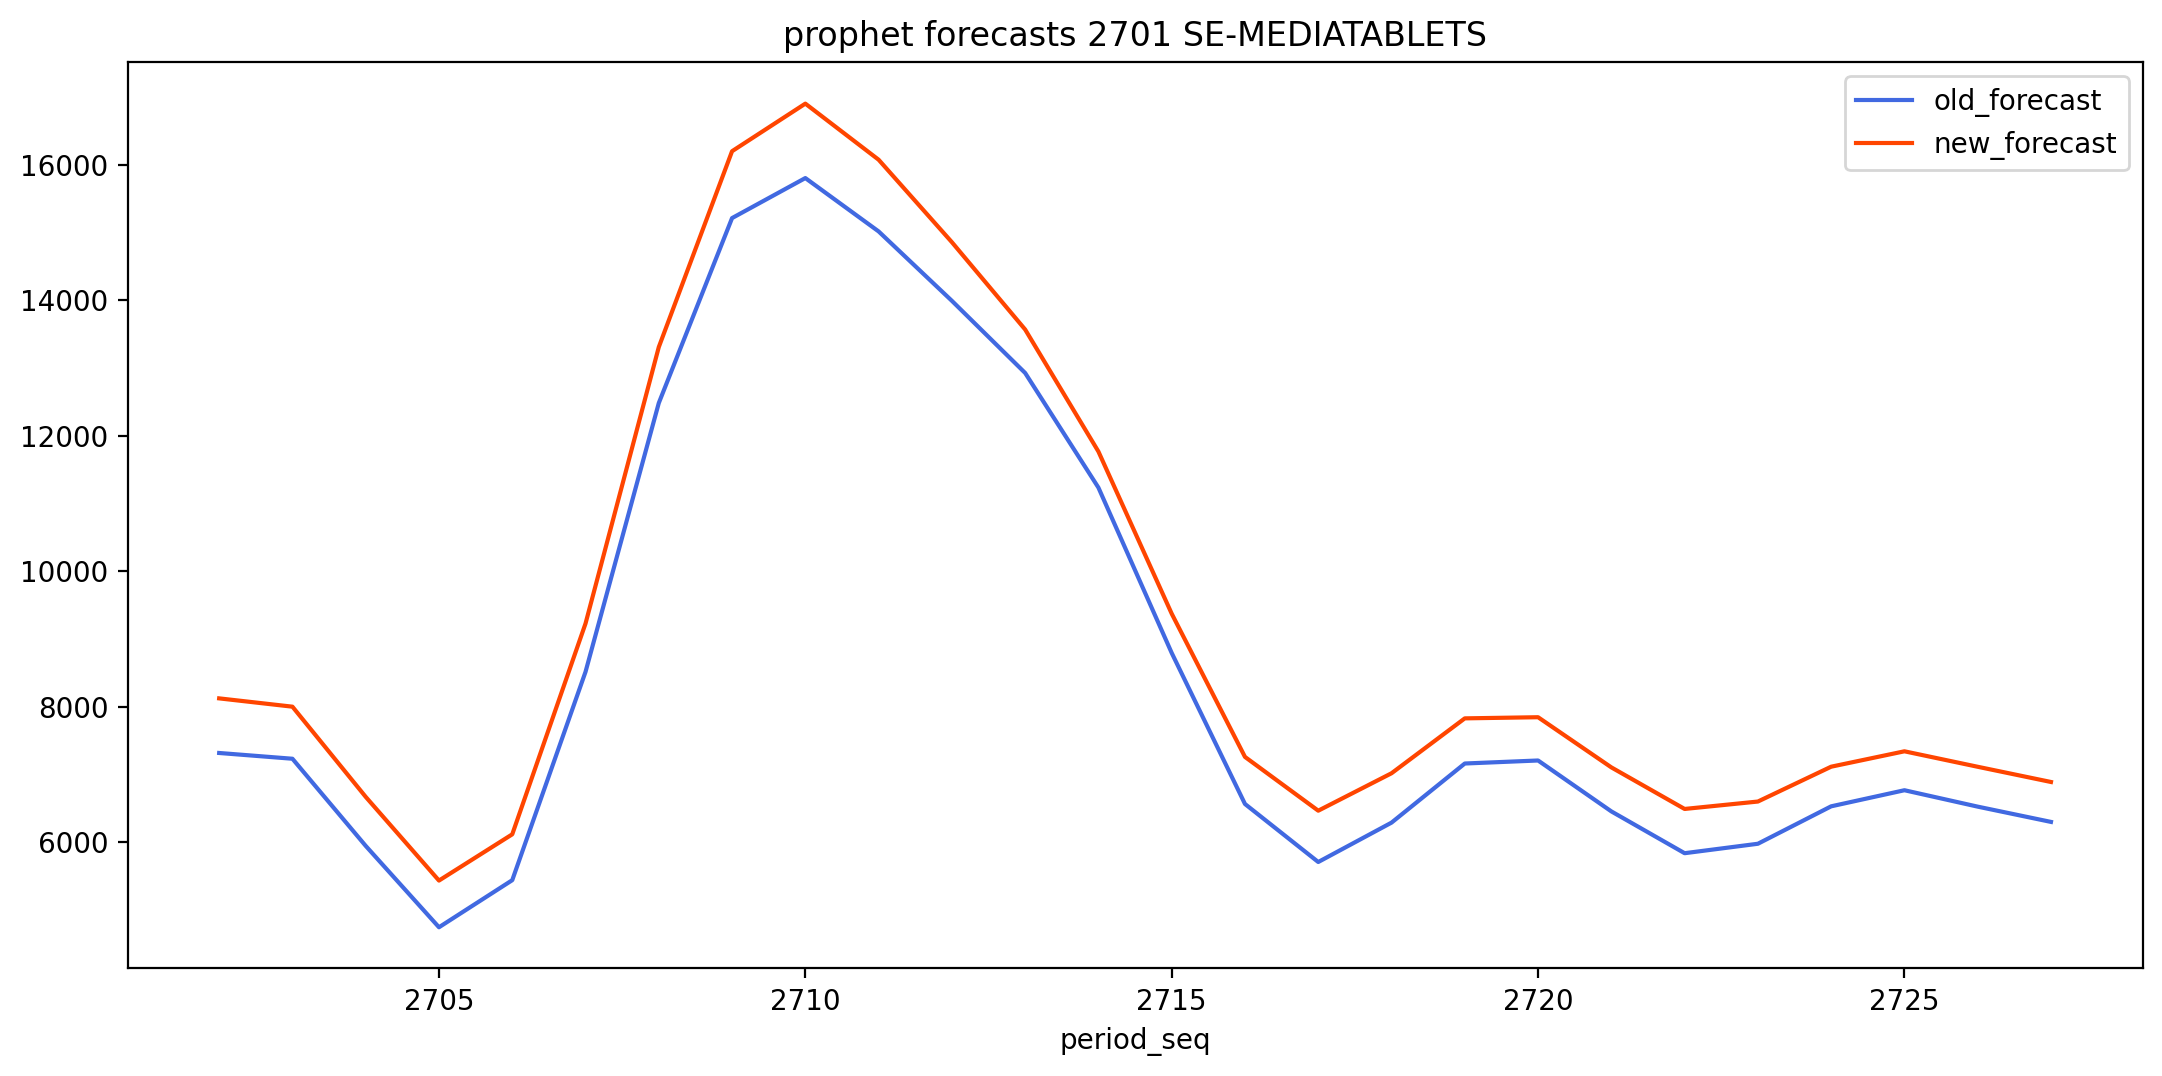 prophet forecasts 2701 SE-MEDIATABLETS
old_forecast
new_forecast
16000
14000
12000
10000
8000
6000
2705 2710 2715 2720 2725
period_seq